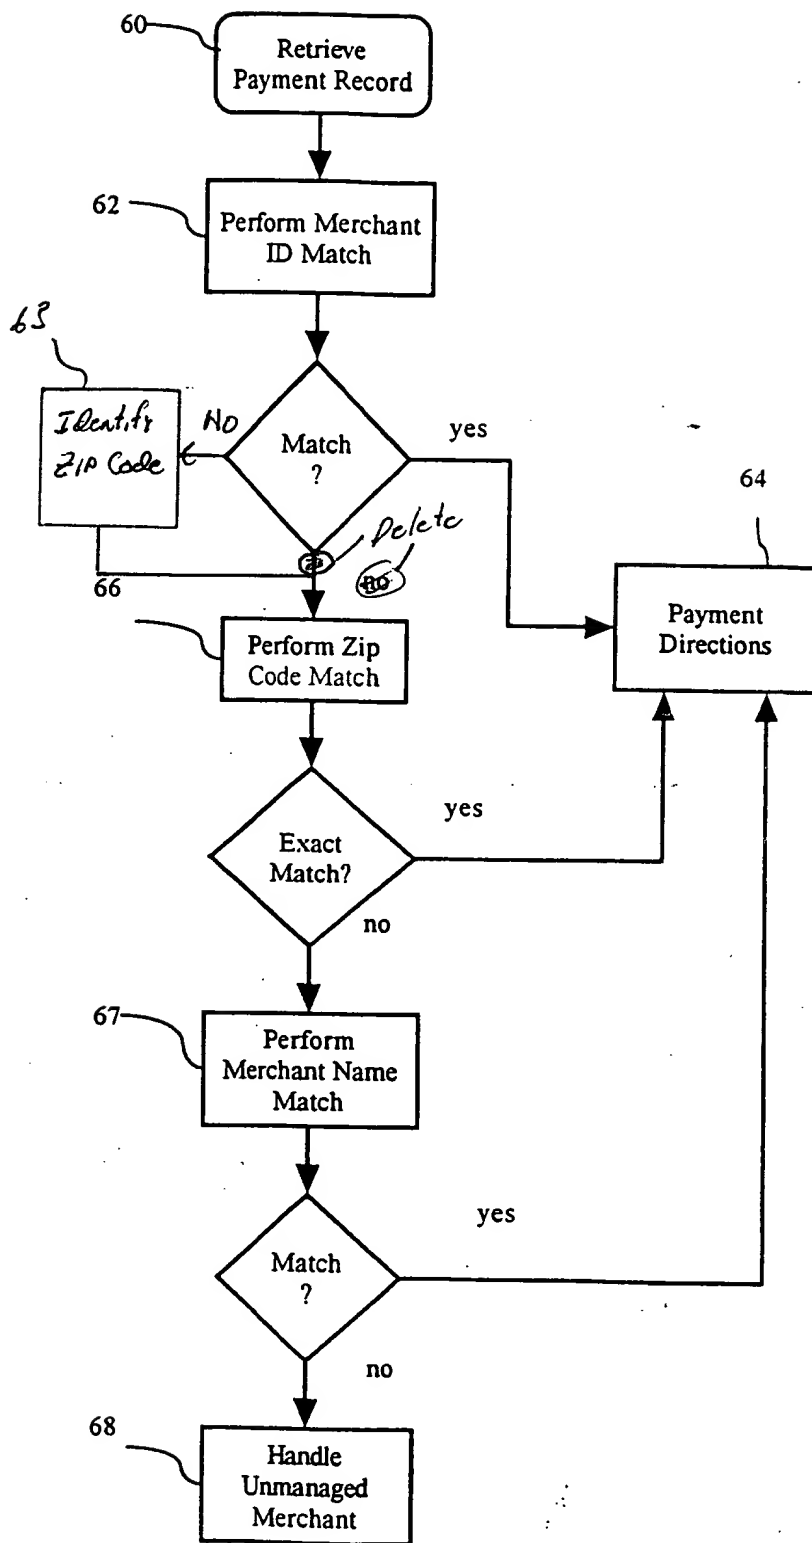 60
Retrieve
Payment Record
62
Perform Merchant
ID Match
63
Identify
ZIP Code
NO
Match
?
yes
64
Delete
no
66
Payment
Directions
Perform Zip
Code Match
Exact
Match?
yes
no
67
Perform
Merchant Name
Match
Match
?
yes
no
68
Handle
Unmanaged
Merchant